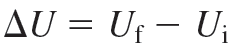 ΔU = U_f − U_i